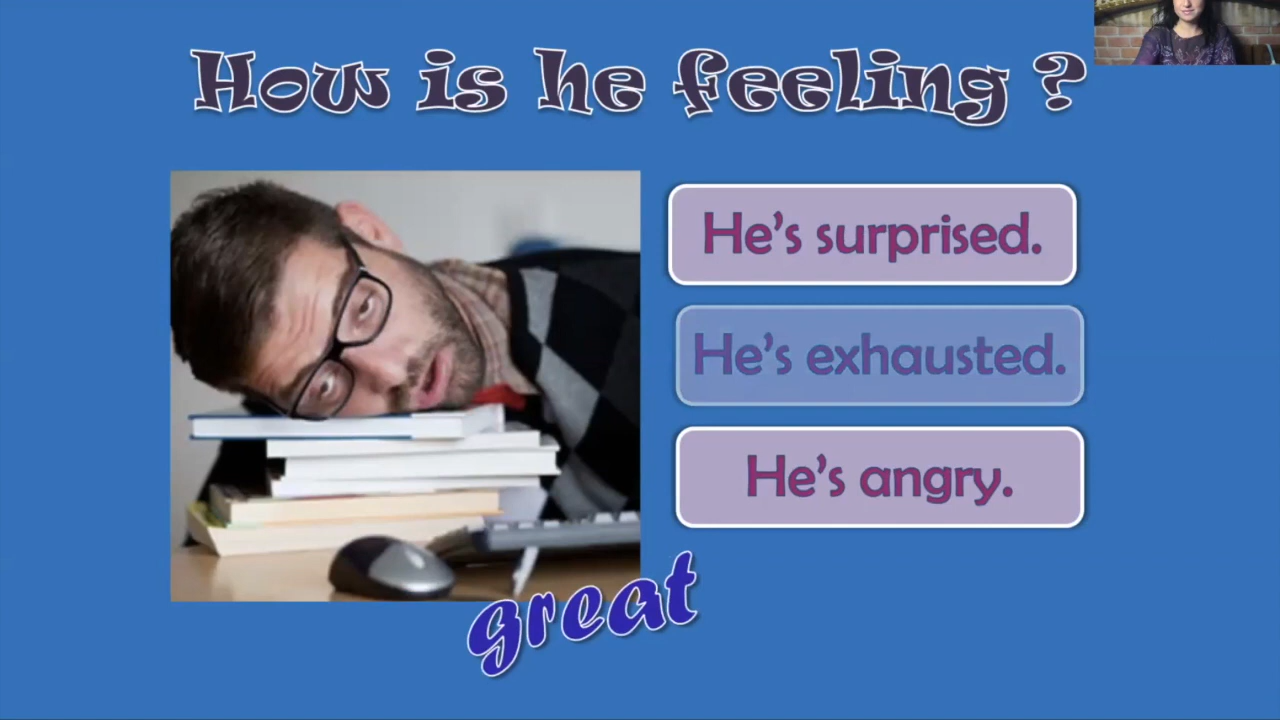 How is he feeling ?
He's surprised.
He's exhausted.
He's angry.
great